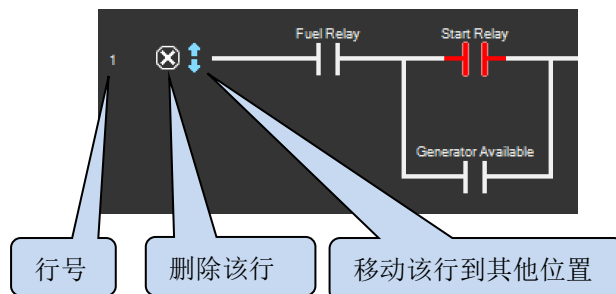 Fuel Relay
Start Relay
1
Generator Available
行号
删除该行
移动该行到其他位置